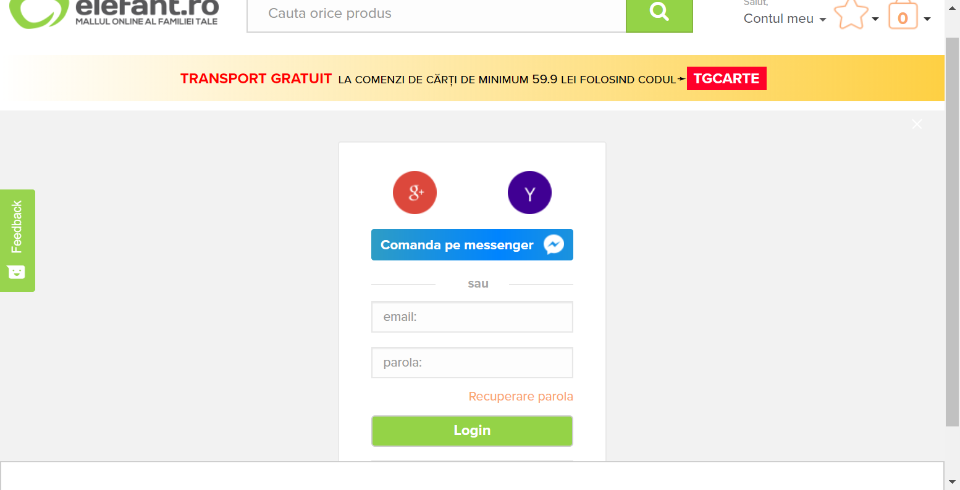 elefant.ro
MALLUL ONLINE AL FAMILIEI TALE
Cauta orice produs
Salut,
Contul meu
0
TRANSPORT GRATUIT LA COMENZI DE CĂRȚI DE MINIMUM 59.9 LEI FOLOSIND CODUL TGCARTE
Feedback
g+
Y
Comanda pe messenger
sau
email:
parola:
Recuperare parola
Login